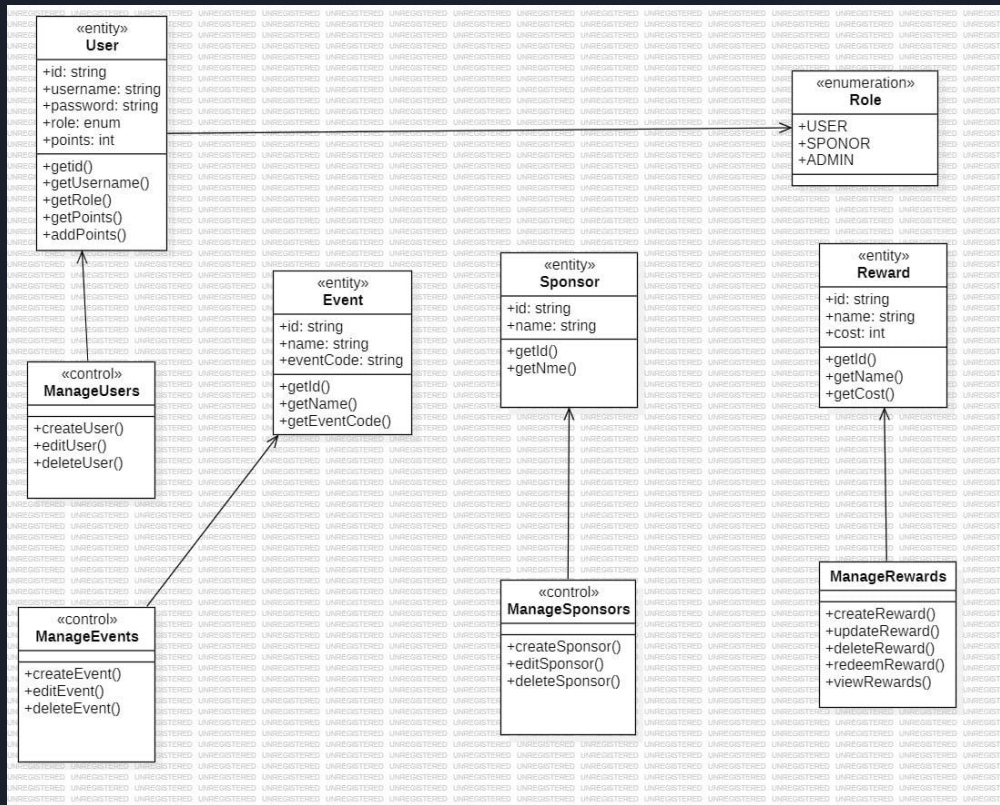 «entity»
User
+id: string
+username: string
+password: string
+role: enum
+points: int
+getid()
+getUsername()
+getRole()
+getPoints()
+addPoints()
«enumeration»
Role
+USER
+SPONOR
+ADMIN
«entity»
Event
+id: string
+name: string
+eventCode: string
+getId()
+getName()
+getEventCode()
«entity»
Sponsor
+id: string
+name: string
+getId()
+getNme()
«entity»
Reward
+id: string
+name: string
+cost: int
+getId()
+getName()
+getCost()
«control»
ManageUsers
+createUser()
+editUser()
+deleteUser()
«control»
ManageEvents
+createEvent()
+editEvent()
+deleteEvent()
«control»
ManageSponsors
+createSponsor()
+editSponsor()
+deleteSponsor()
ManageRewards
+createReward()
+updateReward()
+deleteReward()
+redeemReward()
+viewRewards()
UNREGISTERED